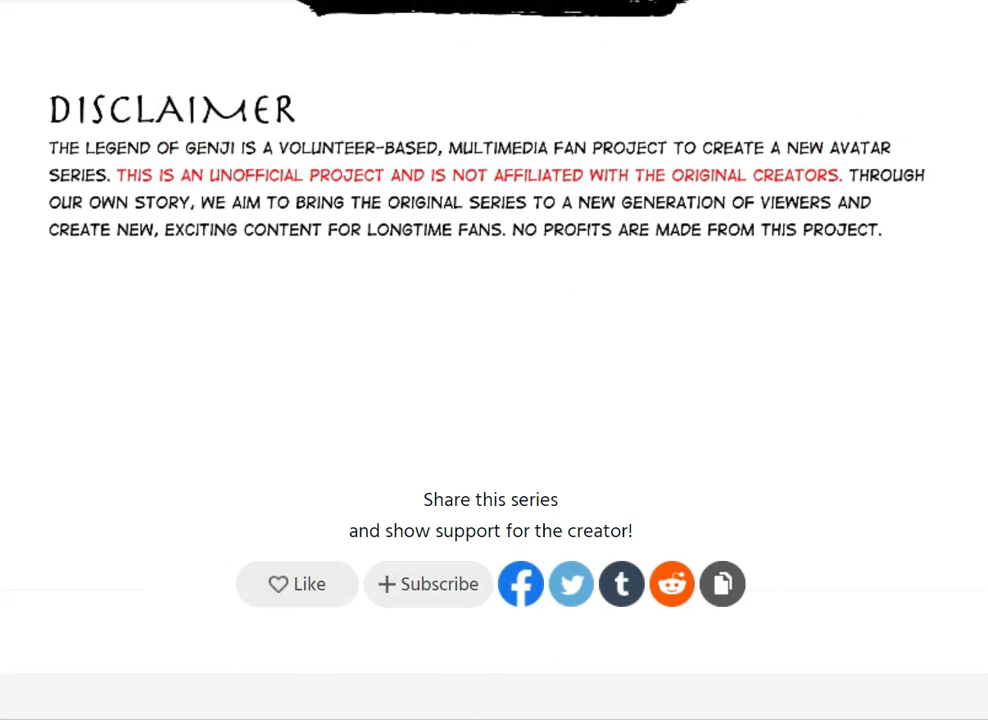 DISCLAIMER
THE LEGEND OF GENJI IS A VOLUNTEER-BASED, MULTIMEDIA FAN PROJECT TO CREATE A NEW AVATAR
SERIES. THIS IS AN UNOFFICIAL PROJECT AND IS NOT AFFILIATED WITH THE ORIGINAL CREATORS. THROUGH
OUR OWN STORY, WE AIM TO BRING THE ORIGINAL SERIES TO A NEW GENERATION OF VIEWERS AND
CREATE NEW, EXCITING CONTENT FOR LONGTIME FANS. NO PROFITS ARE MADE FROM THIS PROJECT.
Share this series
and show support for the creator!
Like Subscribe